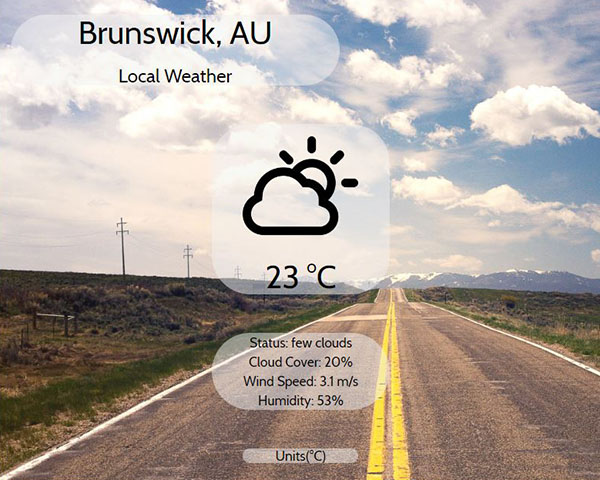 Brunswick, AU
Local Weather
23 °C
Status: few clouds
Cloud Cover: 20%
Wind Speed: 3.1 m/s
Humidity: 53%
Units(°C)